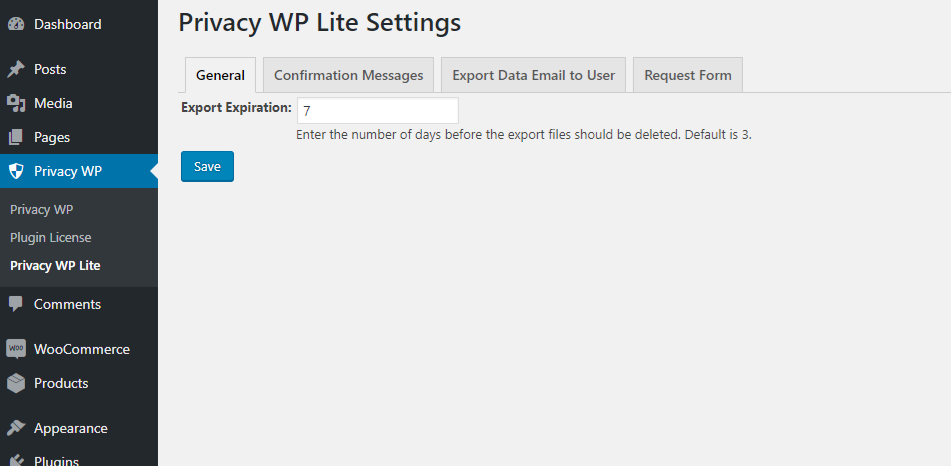 Dashboard
Posts
Media
Pages
Privacy WP
Privacy WP
Plugin License
Privacy WP Lite
Comments
WOO WooCommerce
Products
Appearance
Plugins
Privacy WP Lite Settings
General Confirmation Messages Export Data Email to User Request Form
Export Expiration: 7
Enter the number of days before the export files should be deleted. Default is 3.
Save